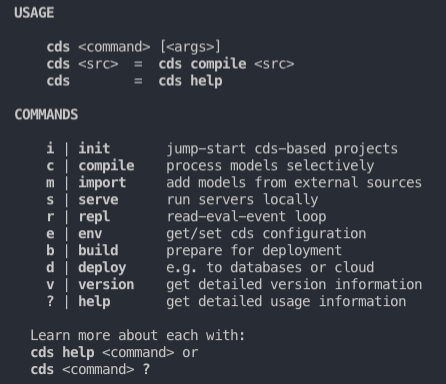 USAGE
cds <command> [<args>]
cds <src> = cds compile <src>
cds = cds help
COMMANDS
i | init jump-start cds-based projects
c | compile process models selectively
m | import add models from external sources
s | serve run servers locally
r | repl read-eval-event loop
e | env get/set cds configuration
b | build prepare for deployment
d | deploy e.g. to databases or cloud
v | version get detailed version information
? | help get detailed usage information
Learn more about each with:
cds help <command> or
cds <command> ?